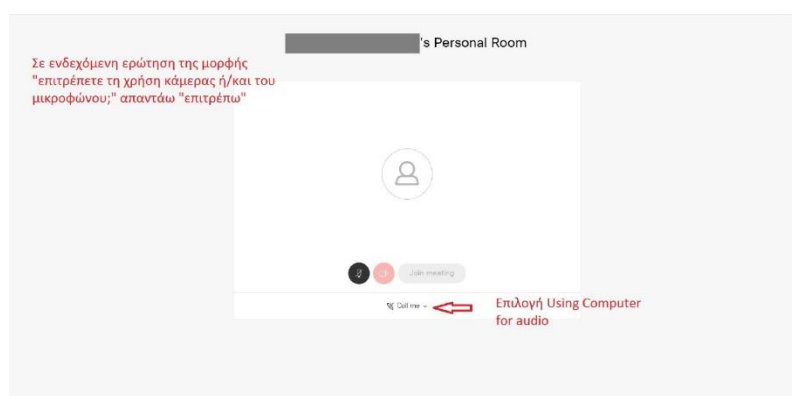 's Personal Room
Σε ενδεχόμενη ερώτηση της μορφής
"επιτρέπετε τη χρήση κάμερας ή/και του
μικροφώνου;" απαντάω "επιτρέπω"
Join meeting
Call me
Επιλογή Using Computer
for audio